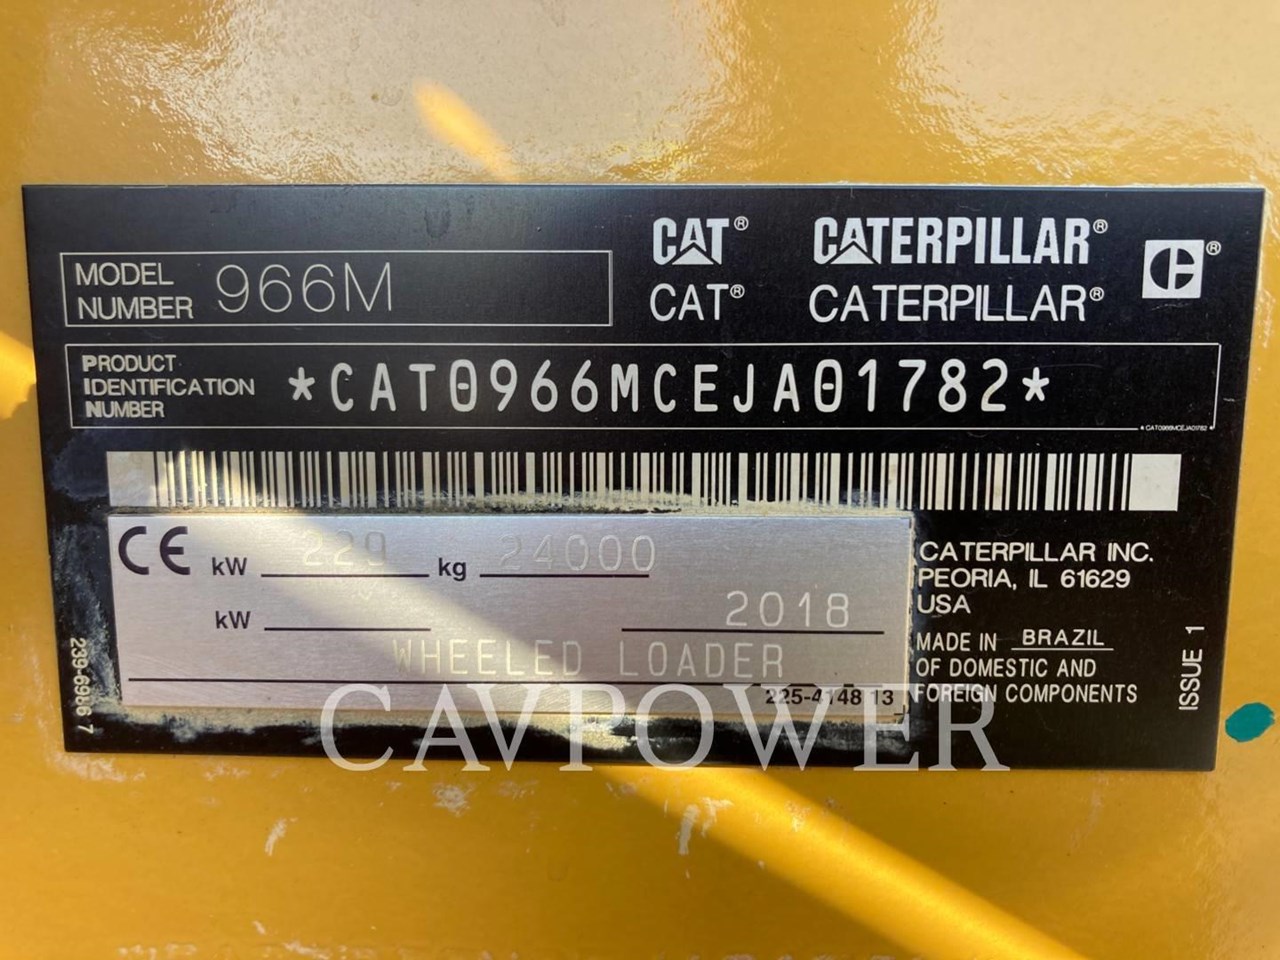 CAT® CATERPILLAR®
CAT® CATERPILLAR®
CE®
MODEL NUMBER 966M
PRODUCT IDENTIFICATION NUMBER *CAT0966MCEJA01782*
*CAT0966MCEJA01782*
CE kW 229 kg 24000
kW 2018
WHEELED LOADER
225-4148 13
CATERPILLAR INC.
PEORIA, IL 61629
USA
MADE IN BRAZIL
OF DOMESTIC AND
FOREIGN COMPONENTS
ISSUE 1
239-6986 7
CAVPOWER